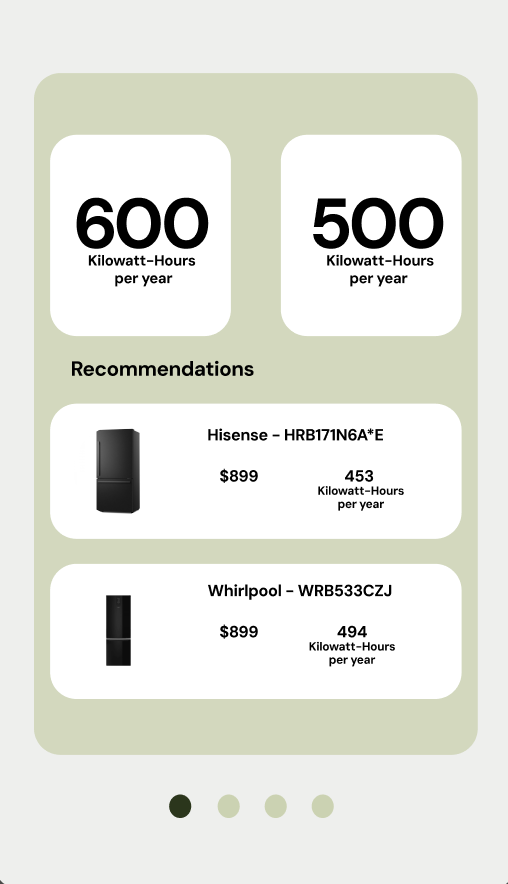 600
Kilowatt-Hours
per year
500
Kilowatt-Hours
per year
Recommendations
Hisense - HRB171N6A*E
$899
453
Kilowatt-Hours
per year
Whirlpool - WRB533CZJ
$899
494
Kilowatt-Hours
per year